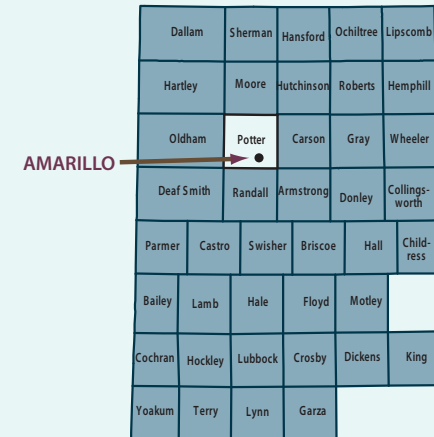 Dallam Sherman Hansford Ochiltree Lipscomb
Hartley Moore Hutchinson Roberts Hemphill
Oldham Potter Carson Gray Wheeler
AMARILLO
Deaf Smith Randall Armstrong Donley Collings-
worth
Parmer Castro Swisher Briscoe Hall Child-
ress
Bailey Lamb Hale Floyd Motley
Cochran Hockley Lubbock Crosby Dickens King
Yoakum Terry Lynn Garza